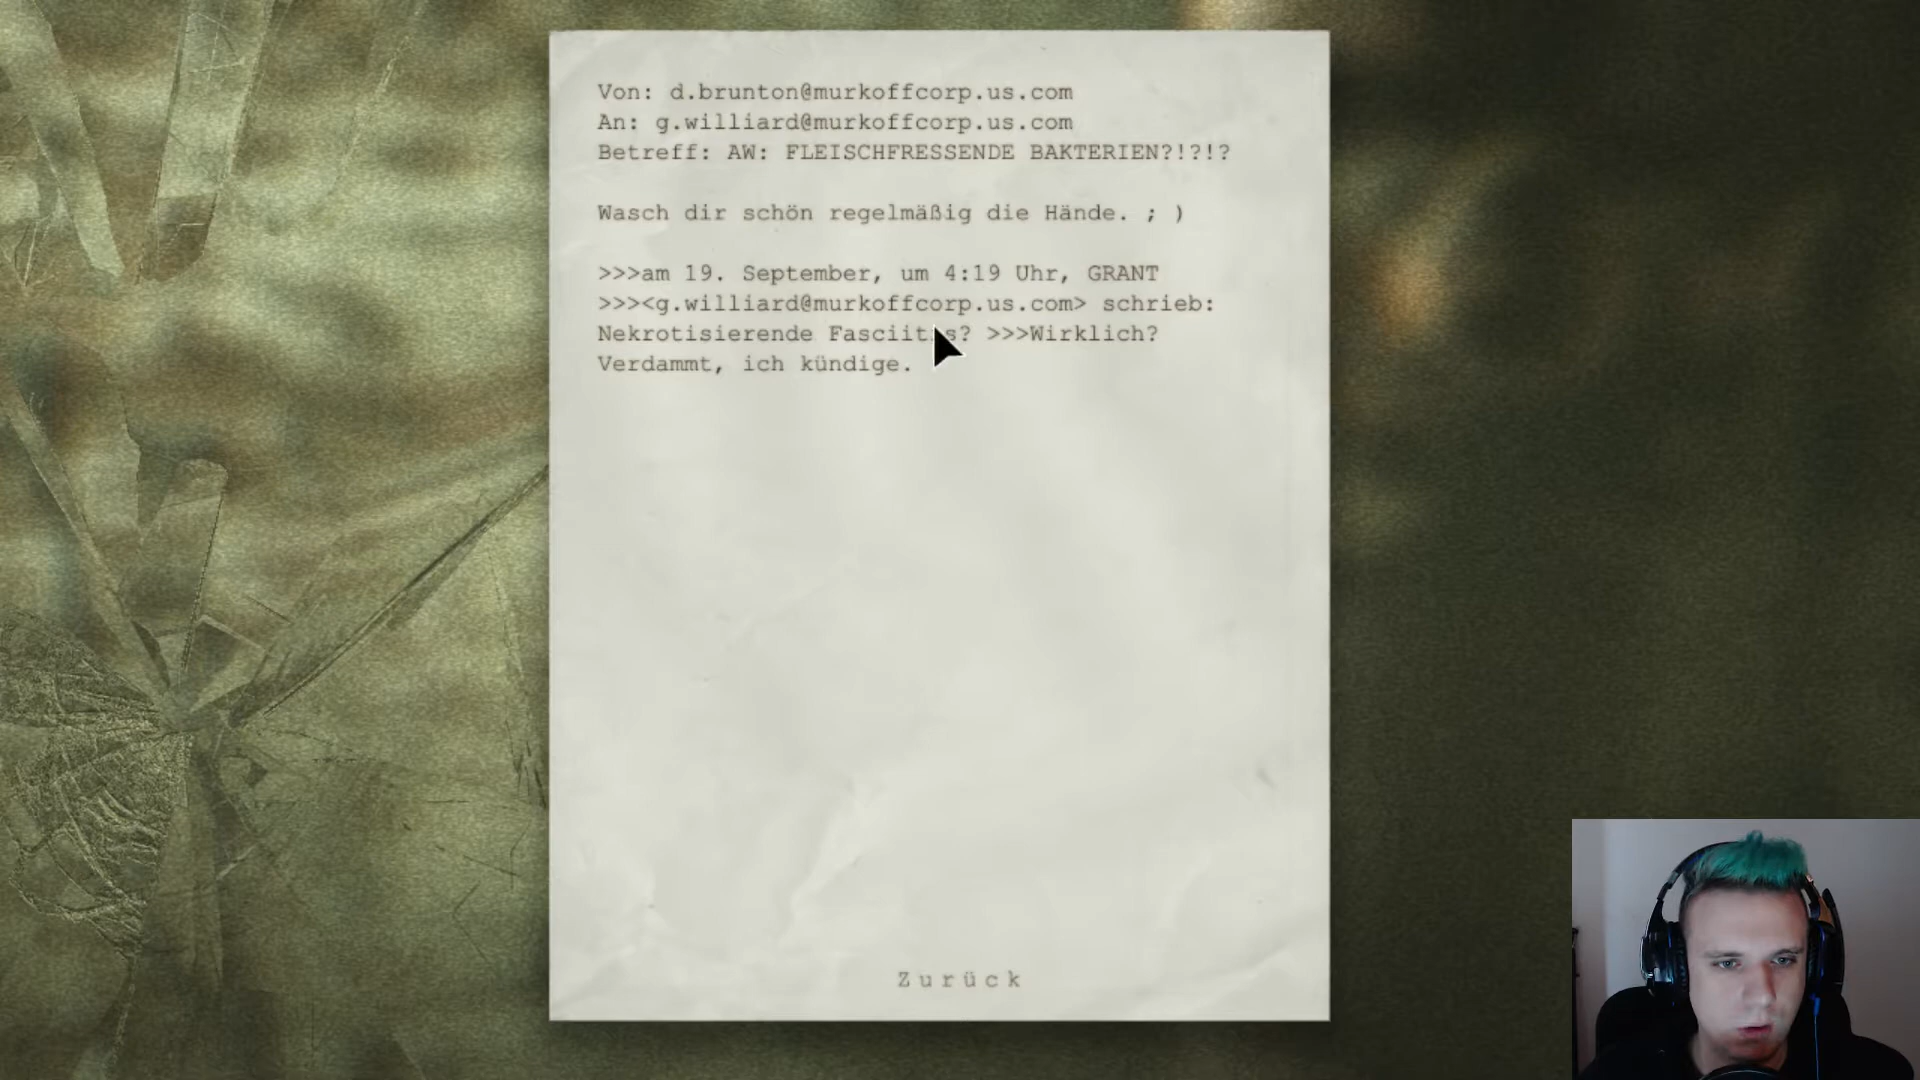 Von: d.brunton@murkoffcorp.us.com
An: g.williard@murkoffcorp.us.com
Betreff: AW: FLEISCHFRESSENDE BAKTERIEN?!?!?
Wasch dir schön regelmäßig die Hände. ; )
>>>am 19. September, um 4:19 Uhr, GRANT
>>><g.williard@murkoffcorp.us.com> schrieb:
Nekrotisierende Fasciitis? >>>Wirklich?
Verdammt, ich kündige.
Zurück